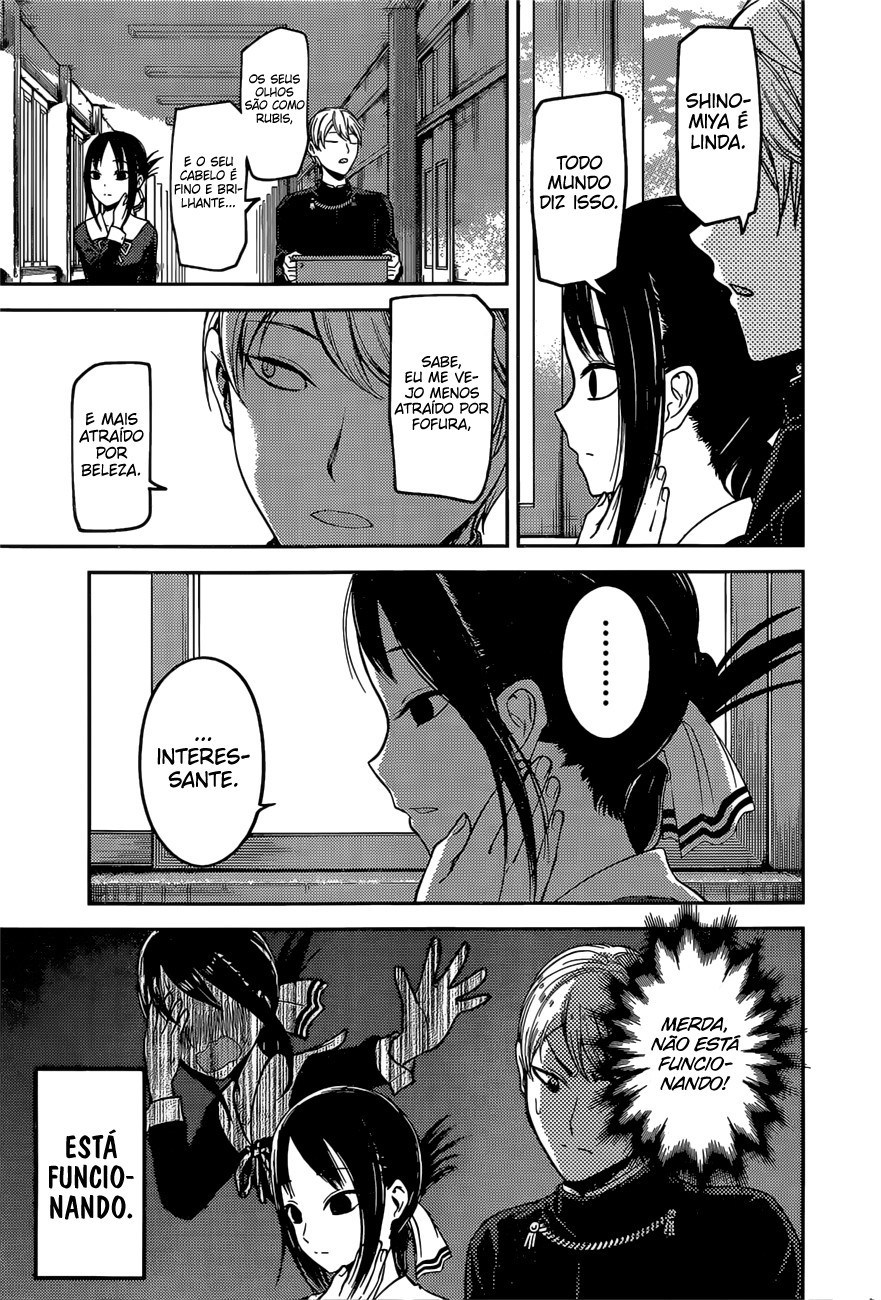 SHINO-
MIYA É
LINDA.
TODO
MUNDO
DIZ ISSO.
OS SEUS
OLHOS
SÃO COMO
RUBIS,
E O SEU
CABELO É
FINO E BRI-
LHANTE...
SABE,
EU ME VE-
JO MENOS
ATRAÍDO POR
FOFURA,
E MAIS
ATRAÍDO
POR
BELEZA.
.........
...
INTERES-
SANTE.
MERDA,
NÃO ESTÁ
FUNCIO-
NANDO!
ESTÁ
FUNCIO-
NANDO.